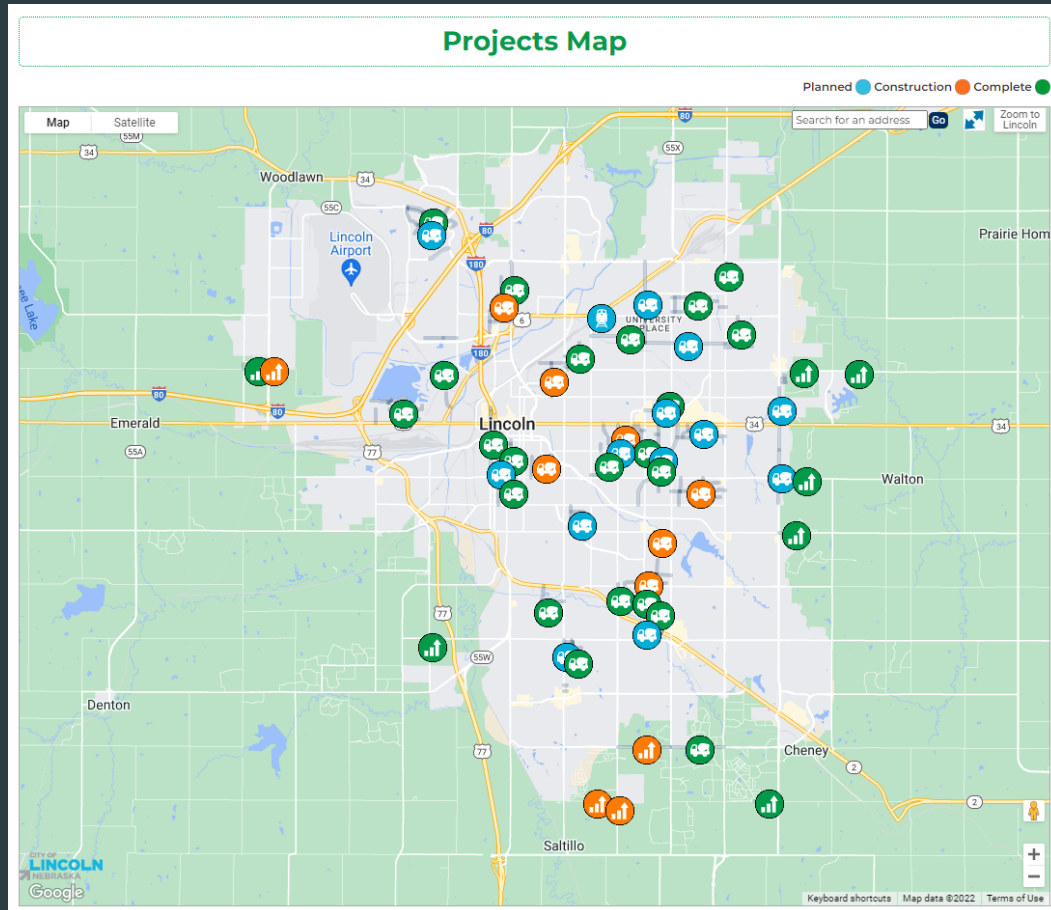 Projects Map
Planned Construction Complete
Map Satellite
Search for an address Go
Zoom to
Lincoln
80
55M
34
55X
Woodlawn
34
55C
80
Lincoln
Airport
Prairie Hom
180
6
UNIVERSITY
PLACE
180
80
80
Emerald
Lincoln
34
34
55A
77
Walton
77
55W
Denton
77
Cheney
2
2
Saltillo
CITY OF
LINCOLN
NEBRASKA
Google
Keyboard shortcuts Map data ©2022 Terms of Use